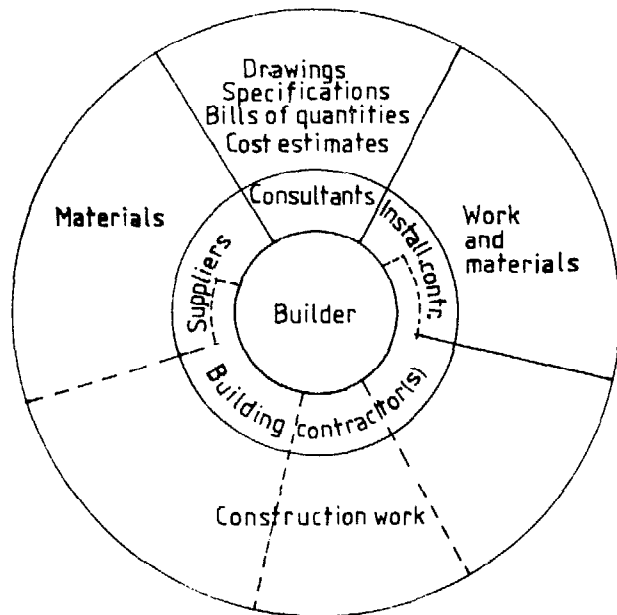 Drawings
Specifications
Bills of quantities
Cost estimates
Consultants
Materials
Suppliers
Install.contr.
Work
and
materials
Builder
Building contractor(s)
Construction work